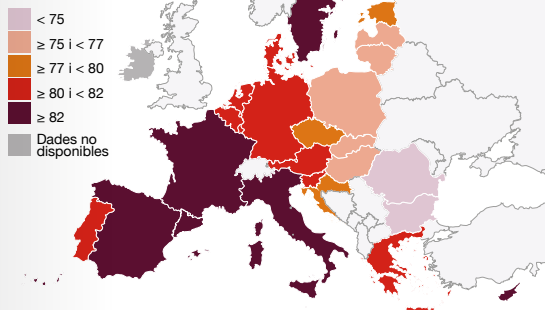 < 75
≥ 75 i < 77
≥ 77 i < 80
≥ 80 i < 82
≥ 82
Dades no
disponibles